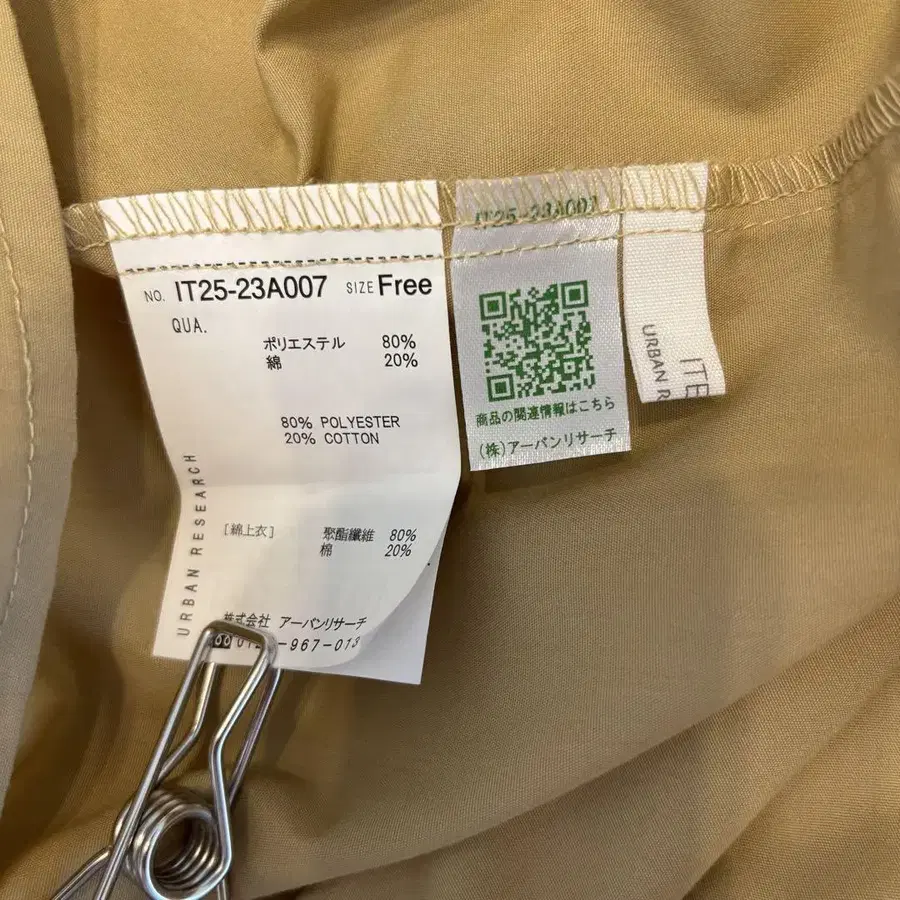 NO. IT25-23A007 SIZE Free
QUA.
ポリエステル 80%
綿 20%
80% POLYESTER
20% COTTON
URBAN RESEARCH
[綿上衣] 聚酯纖維 80%
棉 20%
株式会社 アーバンリサーチ
-967-013
IT25-23A007
商品の関連情報はこちら
(株)アーバンリサーチ
URBAN R
ITE